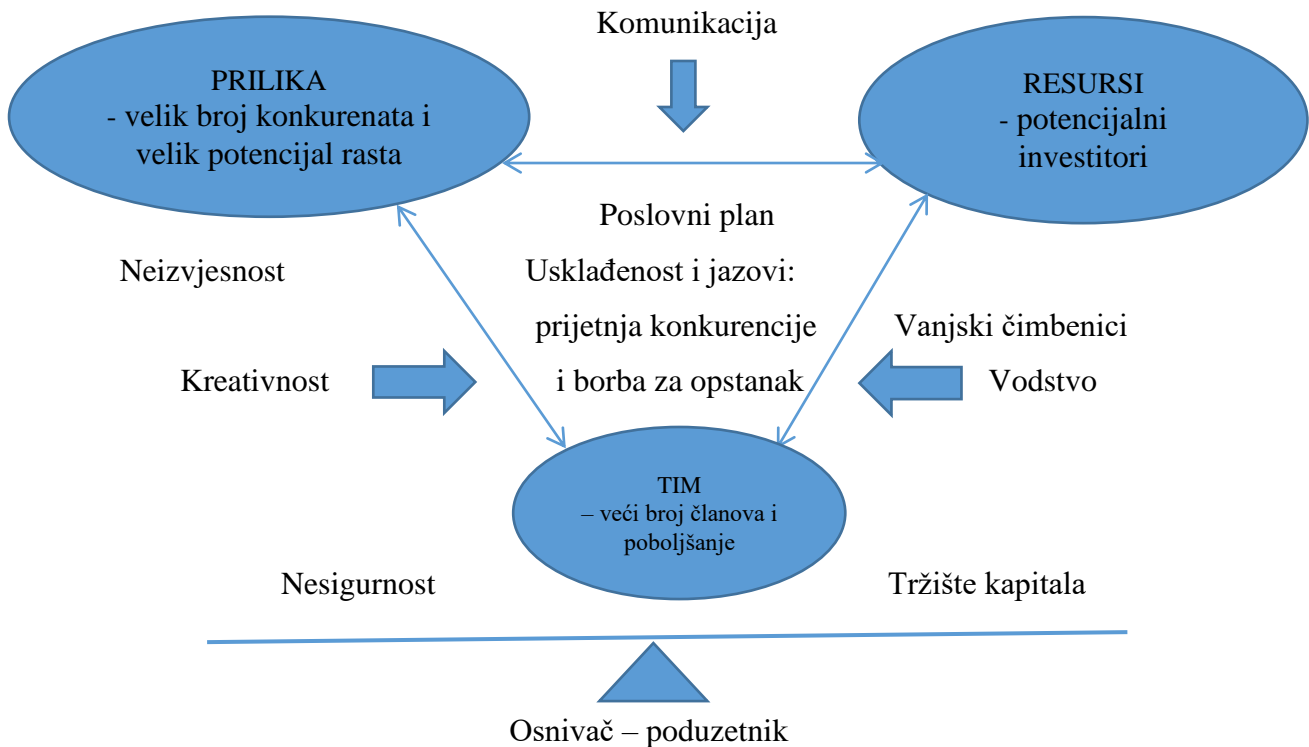 Komunikacija
PRILIKA
- velik broj konkurenata i
velik potencijal rasta
RESURSI
- potencijalni
investitori
Poslovni plan
Neizvjesnost
Usklađenost i jazovi:
prijetnja konkurencije
Vanjski čimbenici
Kreativnost
i borba za opstanak
Vodstvo
TIM
– veći broj članova i
poboljšanje
Nesigurnost
Tržište kapitala
Osnivač – poduzetnik